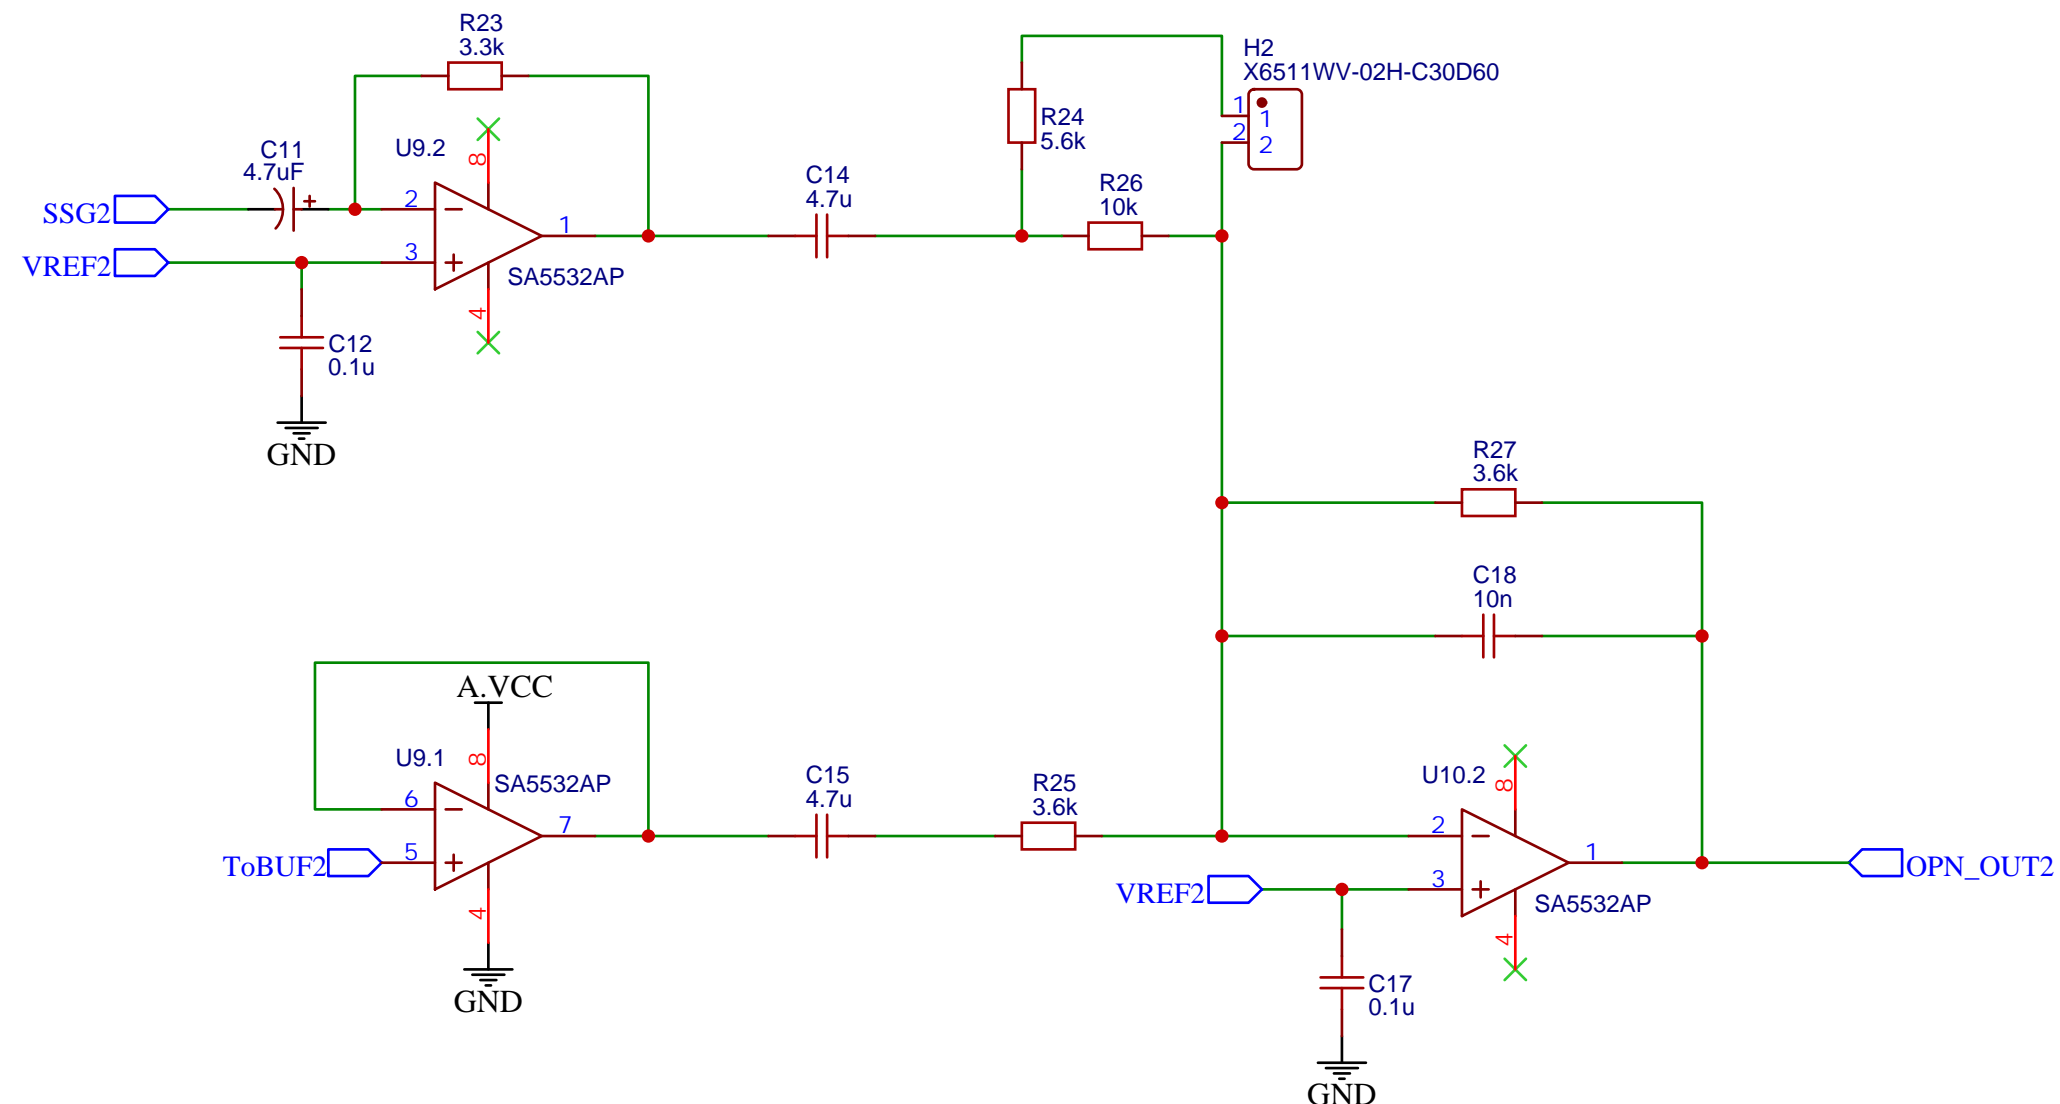 R23
3.3k
U9.2
8
C11
4.7uF
+
SSG2
2
1
3
VREF2
SA5532AP
4
C12
0.1u
GND
C14
4.7u
R24
5.6k
R26
10k
H2
X6511WV-02H-C30D60
1
1
2
2
R27
3.6k
C18
10n
A.VCC
U9.1
8
SA5532AP
6
7
5
ToBUF2
4
GND
C15
4.7u
R25
3.6k
U10.2
8
2
1
3
VREF2
OPN_OUT2
SA5532AP
4
C17
0.1u
GND